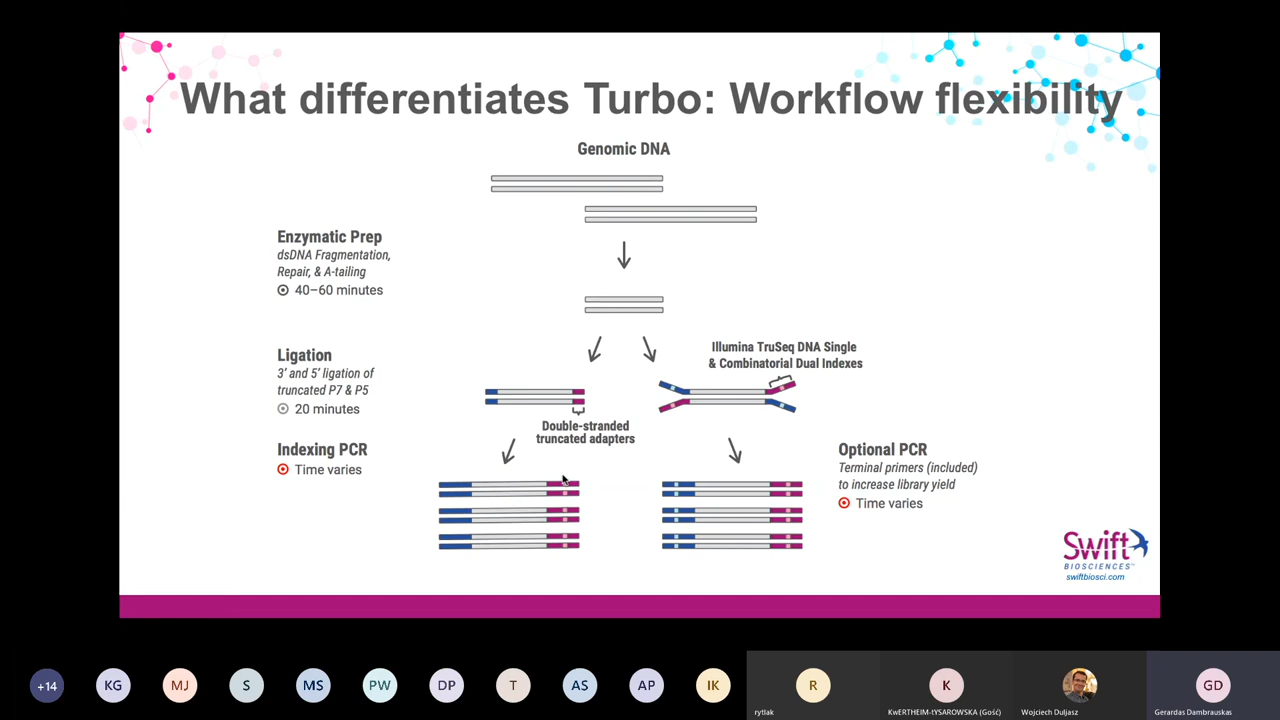 What differentiates Turbo: Workflow flexibility
Genomic DNA
Enzymatic Prep
dsDNA Fragmentation,
Repair, & A-tailing
40–60 minutes
Ligation
3’ and 5’ ligation of
truncated P7 & P5
20 minutes
Illumina TruSeq DNA Single
& Combinatorial Dual Indexes
Double-stranded
truncated adapters
Indexing PCR
Time varies
Optional PCR
Terminal primers (included)
to increase library yield
Time varies
Swift
BIOSCIENCES™
swiftbiosci.com
+14
KG
MJ
S
MS
PW
DP
T
AS
AP
IK
R
rytlak
K
KwERTHEIM-tYSAROWSKA (Gość)
Wojciech Duljasz
GD
Gerardas Dambrauskas